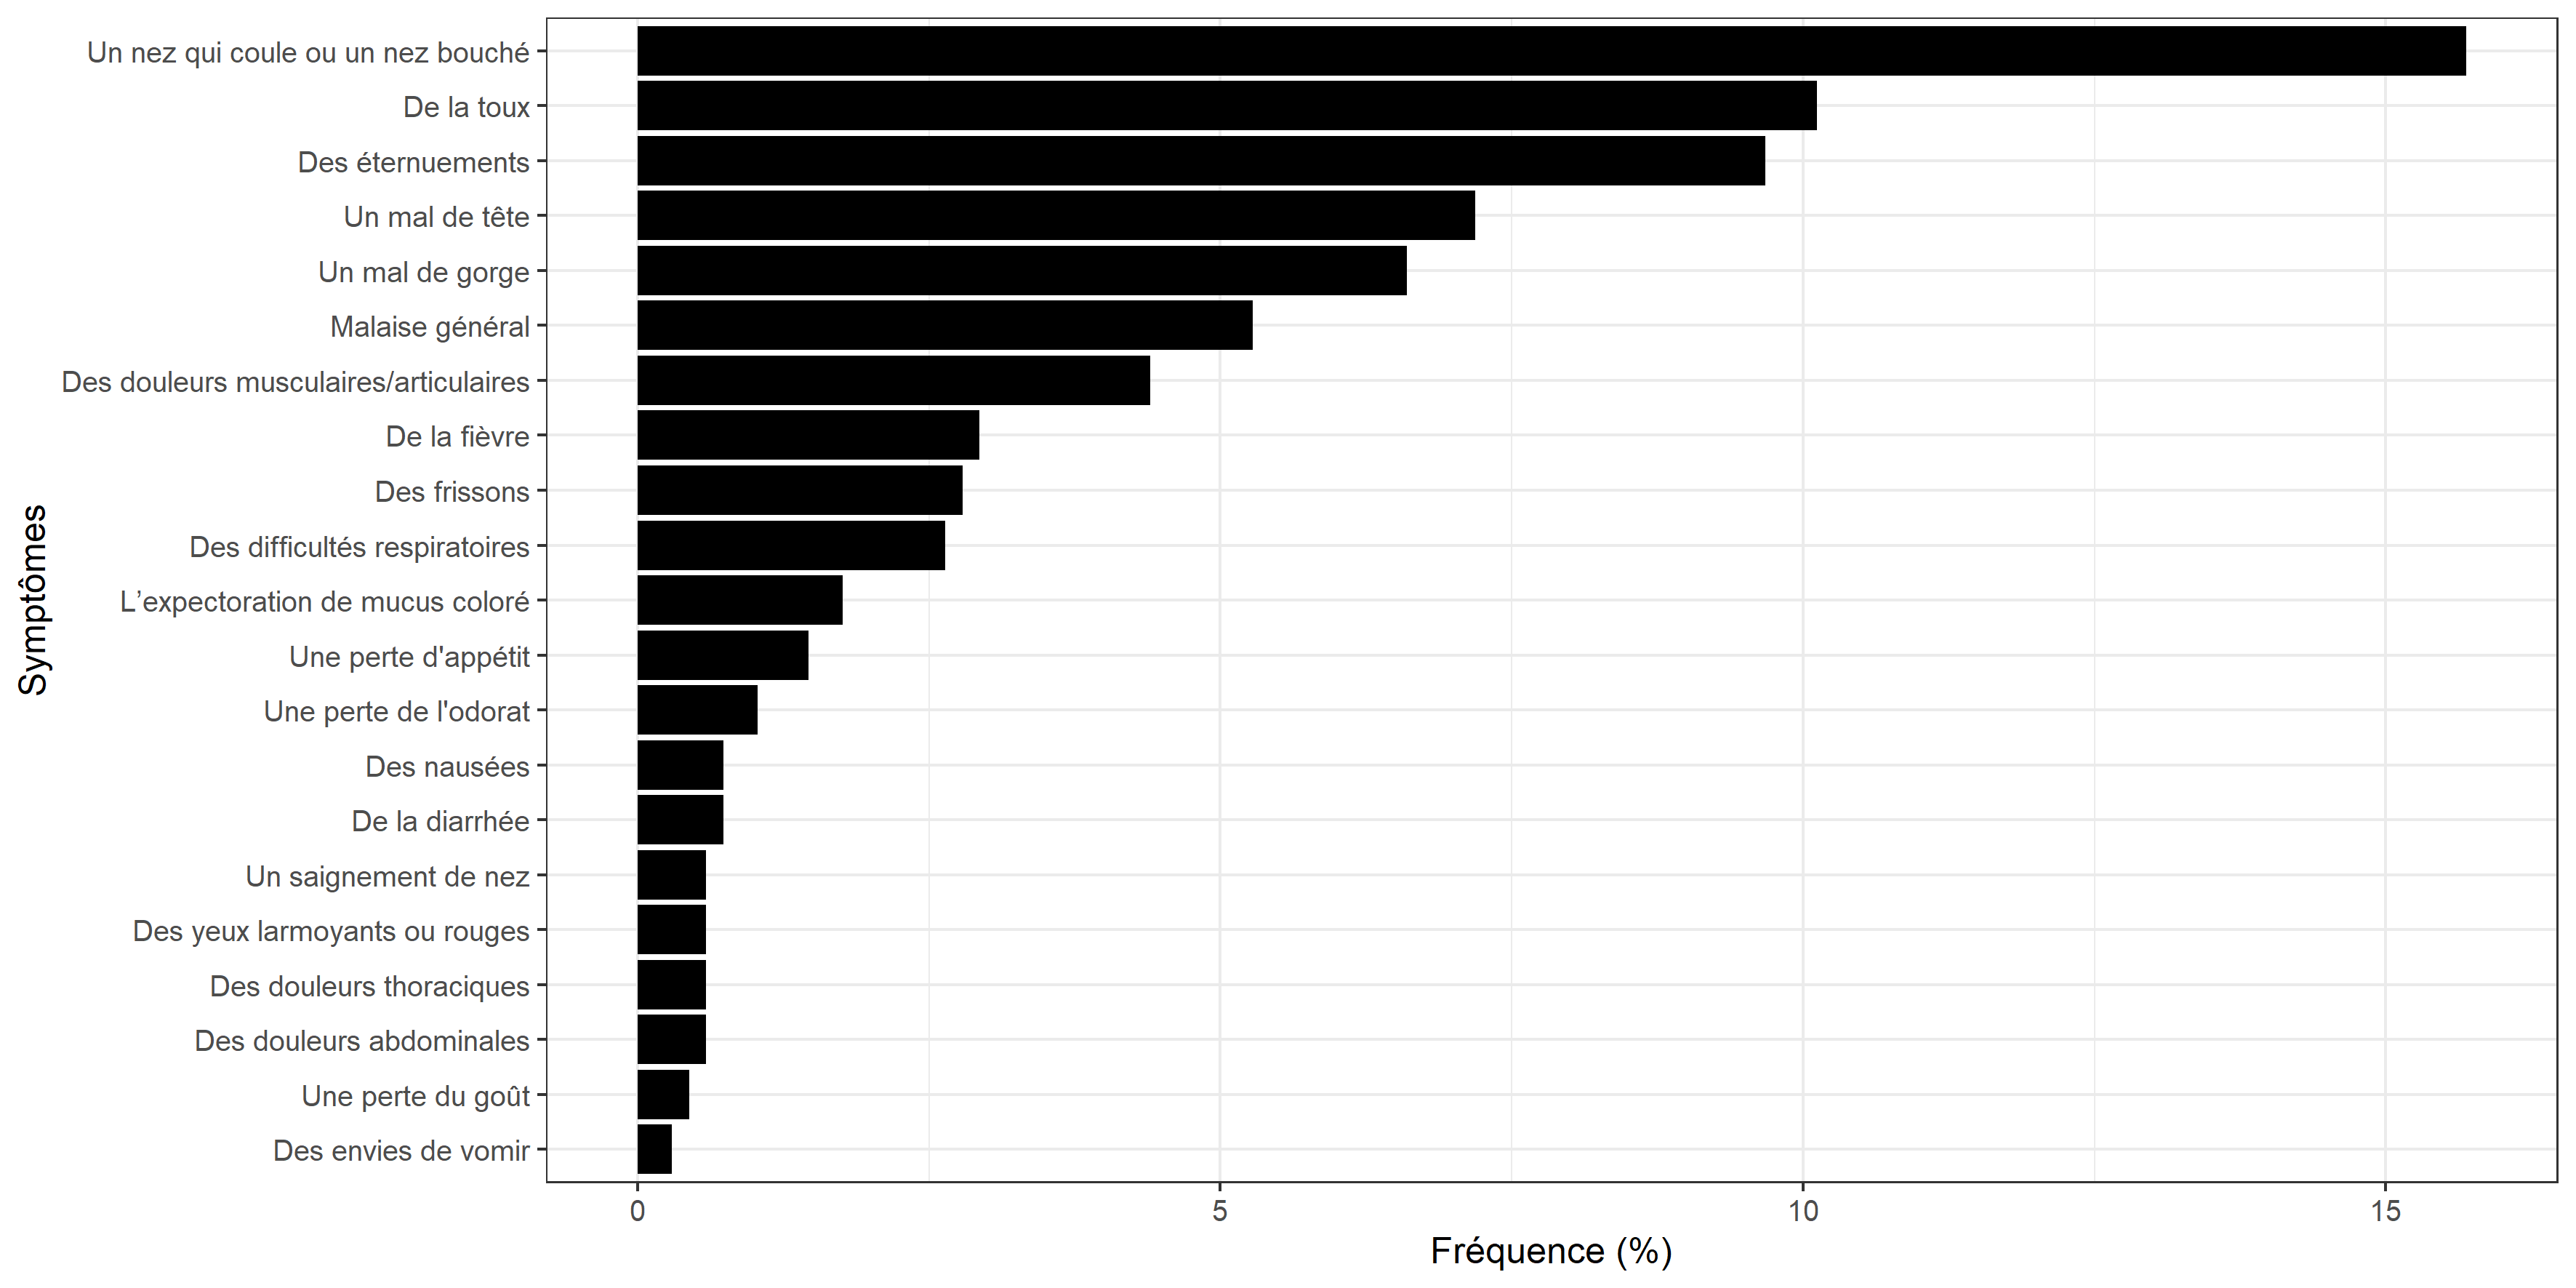 Symptômes
Un nez qui coule ou un nez bouché
De la toux
Des éternuements
Un mal de tête
Un mal de gorge
Malaise général
Des douleurs musculaires/articulaires
De la fièvre
Des frissons
Des difficultés respiratoires
L’expectoration de mucus coloré
Une perte d'appétit
Une perte de l'odorat
Des nausées
De la diarrhée
Un saignement de nez
Des yeux larmoyants ou rouges
Des douleurs thoraciques
Des douleurs abdominales
Une perte du goût
Des envies de vomir
0 5 10 15
Fréquence (%)